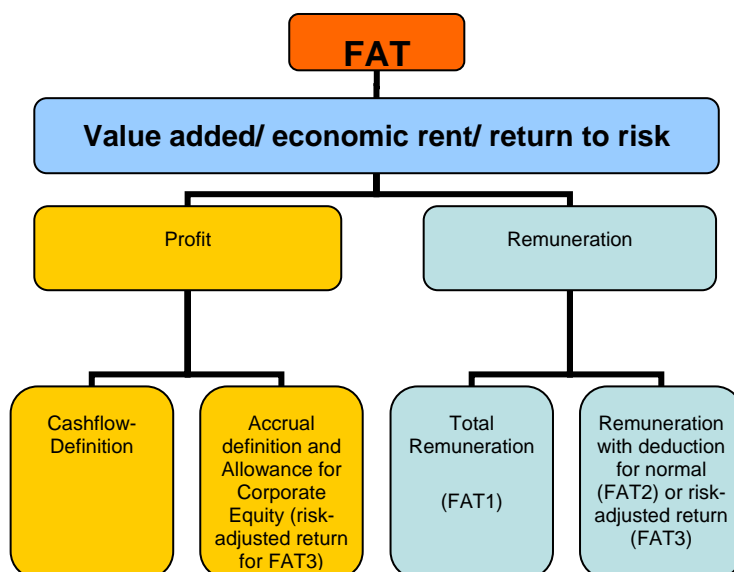 FAT
Value added/ economic rent/ return to risk
Profit
Remuneration
Cashflow-
Definition
Accrual
definition and
Allowance for
Corporate
Equity (risk-
adjusted return
for FAT3)
Total
Remuneration
(FAT1)
Remuneration
with deduction
for normal
(FAT2) or risk-
adjusted return
(FAT3)